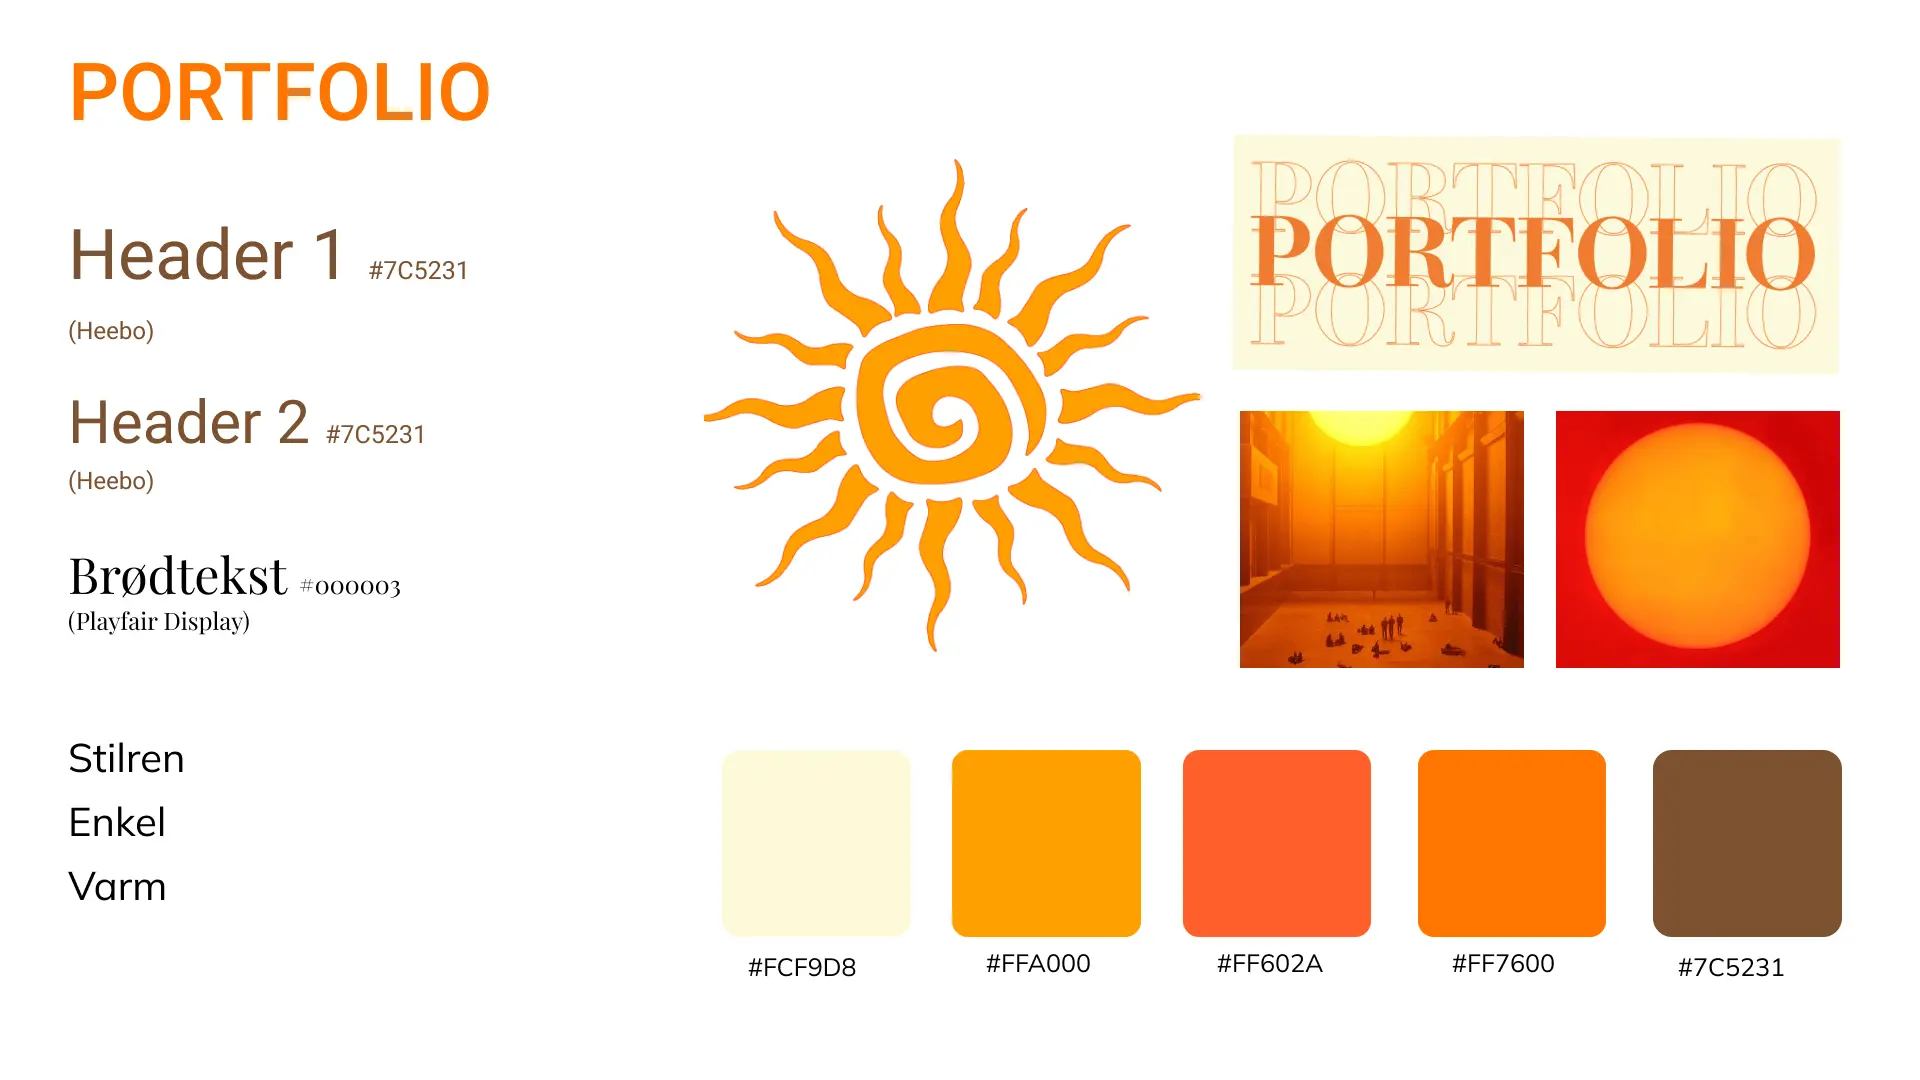 PORTFOLIO
Header 1 #7C5231
(Heebo)
Header 2 #7C5231
(Heebo)
Brødtekst #000003
(Playfair Display)
Stilren
Enkel
Varm
PORTFOLIO
PORTFOLIO
PORTFOLIO
#FCF9D8
#FFA000
#FF602A
#FF7600
#7C5231